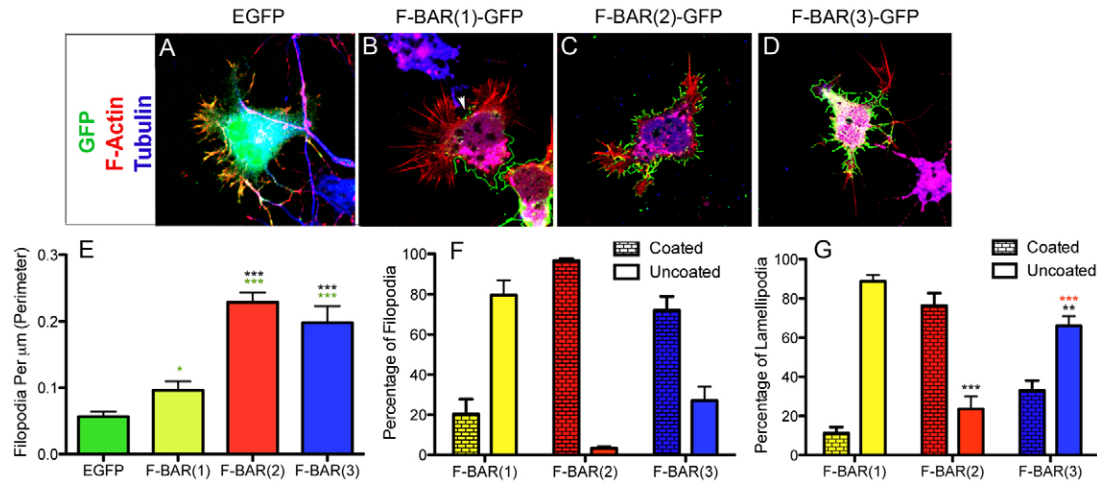 EGFP F-BAR(1)-GFP F-BAR(2)-GFP F-BAR(3)-GFP
GFP
F-Actin
Tubulin
A B C D
E
Filopodia Per μm (Perimeter)
0.3
0.2
0.1
0.0
*
***
***
***
***
EGFP F-BAR(1) F-BAR(2) F-BAR(3)
F
Coated
Uncoated
Percentage of Filopodia
100
80
60
40
20
0
F-BAR(1) F-BAR(2) F-BAR(3)
G
Coated
Uncoated
Percentage of Lamellipodia
100
80
60
40
20
0
***
***
**
F-BAR(1) F-BAR(2) F-BAR(3)